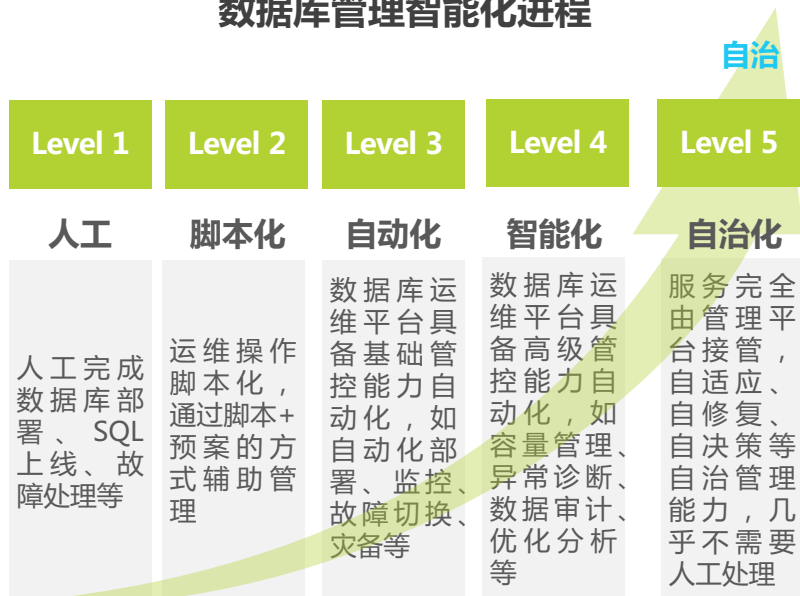 数据库管理智能化进程
自治
Level 1
Level 2
Level 3
Level 4
Level 5
人工
脚本化
自动化
智能化
自治化
人工完成
数据库部
署、SQL
上线、故
障处理等
运维操作
脚本化，
通过脚本+
预案的方
式辅助管
理
数据库运
维平台具
备基础管
控能力自
动化，如
自动化部
署、监控、
故障切换、
灾备等
数据库运
维平台具
备高级管
控能力自
动化，如
容量管理、
异常诊断、
数据审计、
优化分析
等
服务完全
由管理平
台接管，
自适应、
自修复、
自决策等
自治管理
能力，几
乎不需要
人工处理